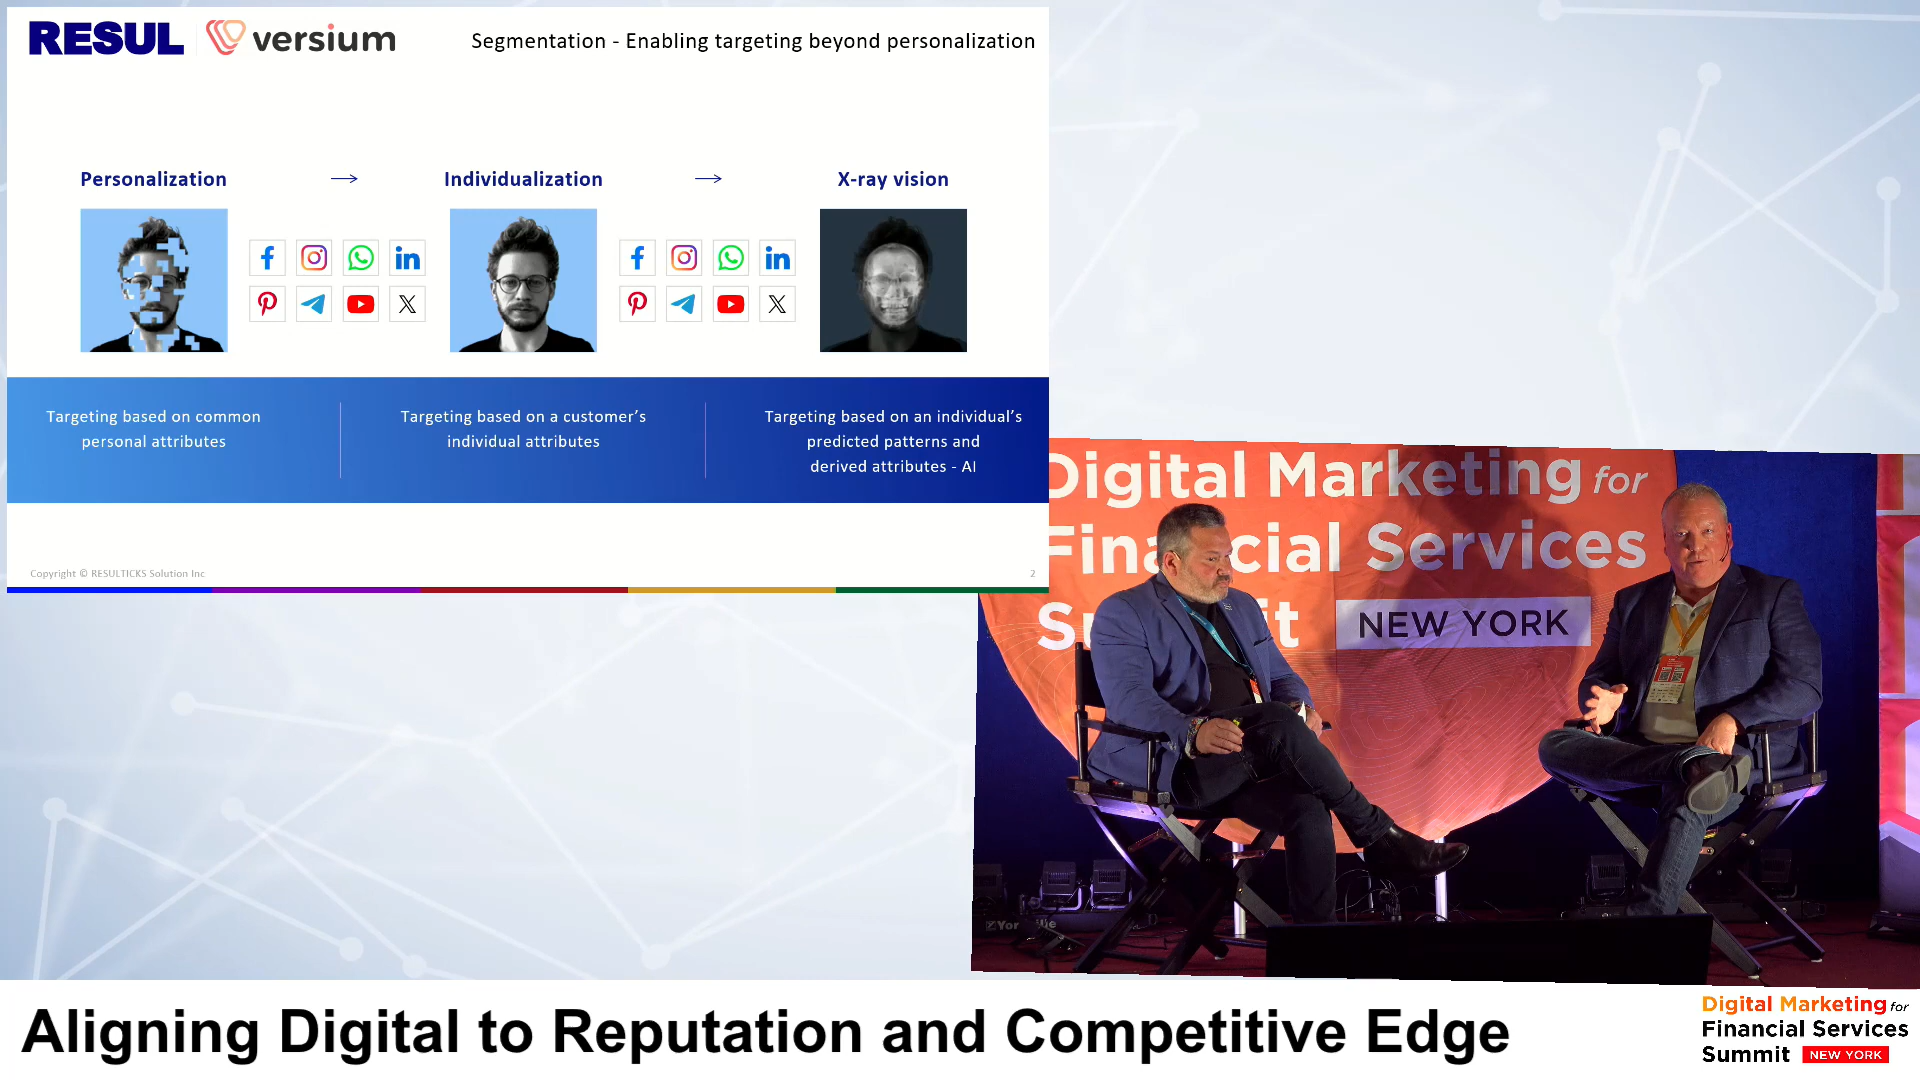 RESUL
versium
Segmentation - Enabling targeting beyond personalization
Personalization → Individualization → X-ray vision
Targeting based on common
personal attributes
Targeting based on a customer's
individual attributes
Targeting based on an individual's
predicted patterns and
derived attributes - AI
Copyright © RESULTICKS Solution Inc
2
Digital Marketing for
Financial Services
NEW YORK
Aligning Digital to Reputation and Competitive Edge
Digital Marketing for
Financial Services
Summit NEW YORK